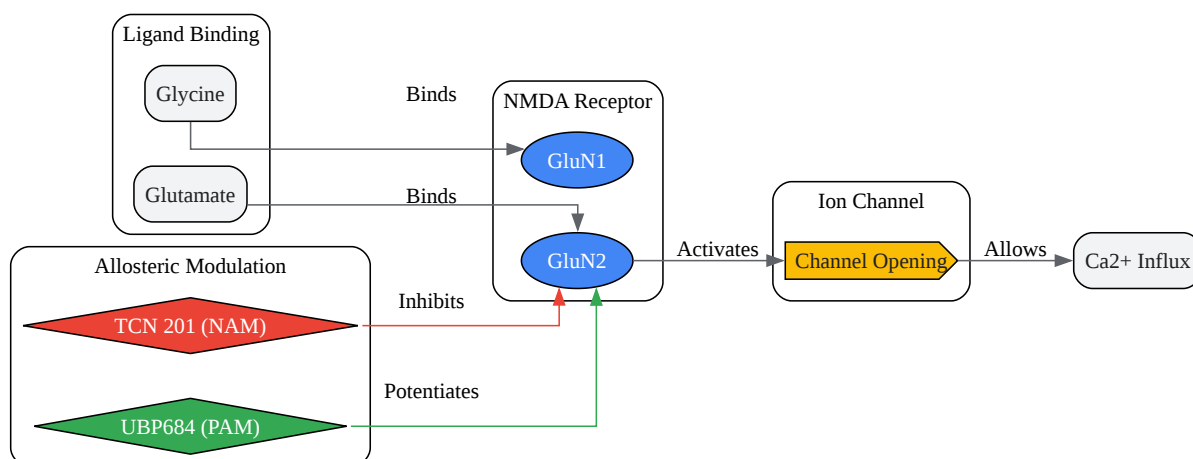 Ligand Binding
Glycine
Glutamate
Binds
Binds
NMDA Receptor
GluN1
GluN2
Allosteric Modulation
TCN 201 (NAM)
UBP684 (PAM)
Inhibits
Potentiates
Activates
Ion Channel
Channel Opening
Allows
Ca2+ Influx